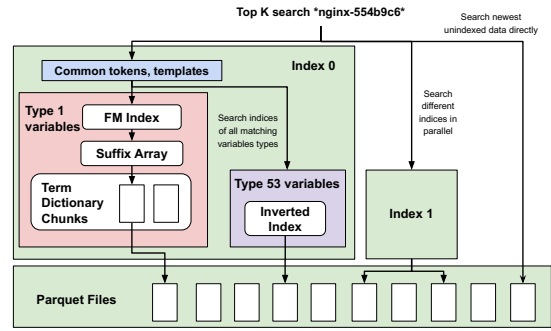 Top K search *nginx-554b9c6*
Search newest
unindexed data directly
Common tokens, templates
Index 0
Type 1
variables
FM Index
Suffix Array
Term
Dictionary
Chunks
Search indices
of all matching
variables types
Type 53 variables
Inverted
Index
Search
different
indices in
parallel
Index 1
Parquet Files